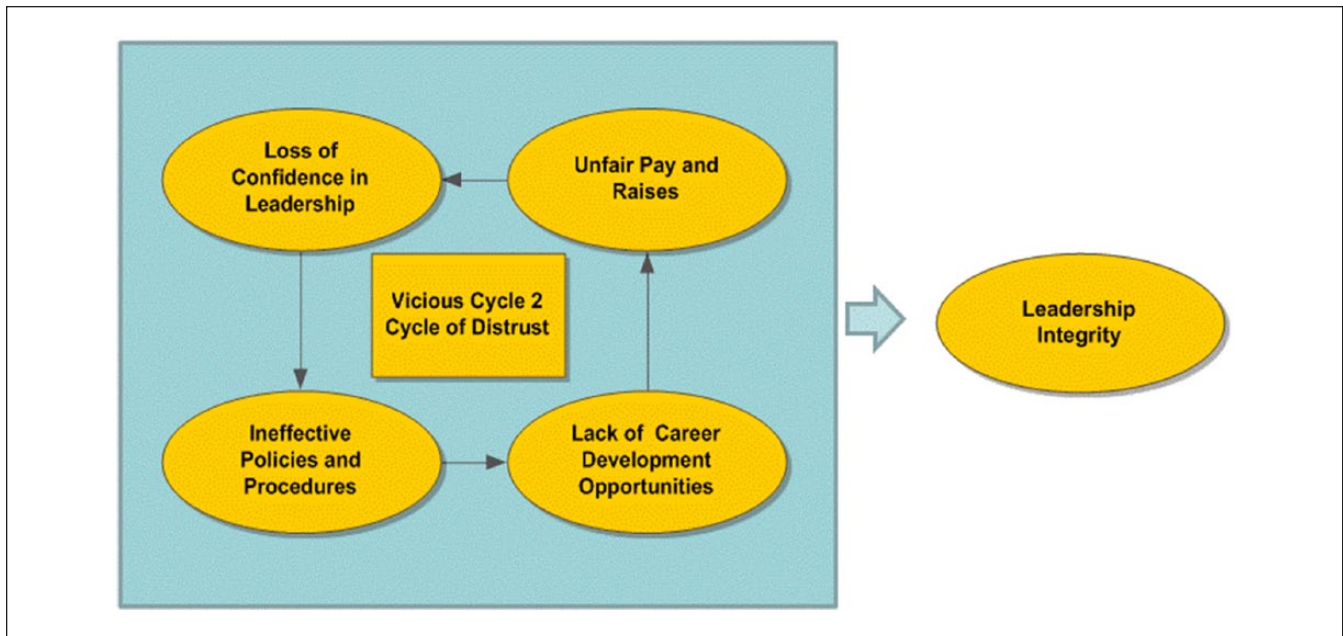 Loss of
Confidence in
Leadership
Unfair Pay and
Raises
Vicious Cycle 2
Cycle of Distrust
Leadership
Integrity
Ineffective
Policies and
Procedures
Lack of Career
Development
Opportunities